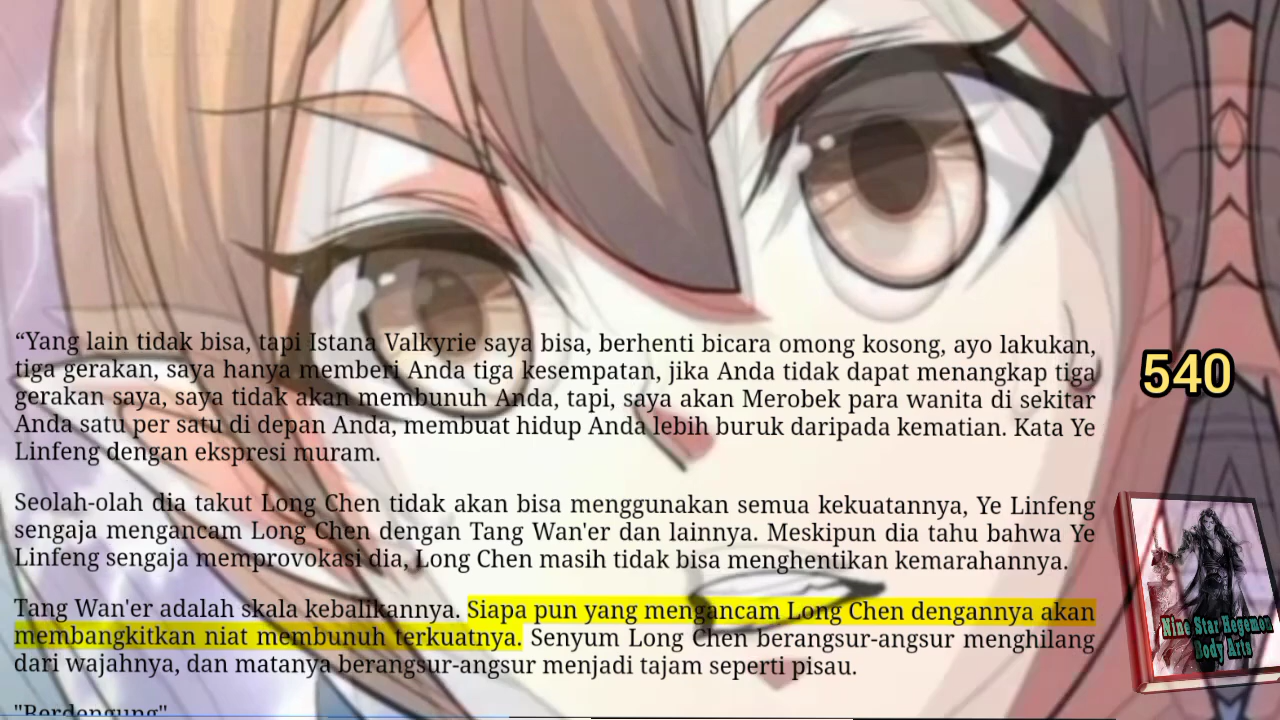 “Yang lain tidak bisa, tapi Istana Valkyrie saya bisa, berhenti bicara omong kosong, ayo lakukan,
tiga gerakan, saya hanya memberi Anda tiga kesempatan, jika Anda tidak dapat menangkap tiga
gerakan saya, saya tidak akan membunuh Anda, tapi, saya akan Merobek para wanita di sekitar
Anda satu per satu di depan Anda, membuat hidup Anda lebih buruk daripada kematian. Kata Ye
Linfeng dengan ekspresi muram.
Seolah-olah dia takut Long Chen tidak akan bisa menggunakan semua kekuatannya, Ye Linfeng
sengaja mengancam Long Chen dengan Tang Wan'er dan lainnya. Meskipun dia tahu bahwa Ye
Linfeng sengaja memprovokasi dia, Long Chen masih tidak bisa menghentikan kemarahannya.
Tang Wan'er adalah skala kebalikannya. Siapa pun yang mengancam Long Chen dengannya akan
membangkitkan niat membunuh terkuatnya. Senyum Long Chen berangsur-angsur menghilang
dari wajahnya, dan matanya berangsur-angsur menjadi tajam seperti pisau.
"Berdengung"
540
Nine Star Hegemon
Body Arts